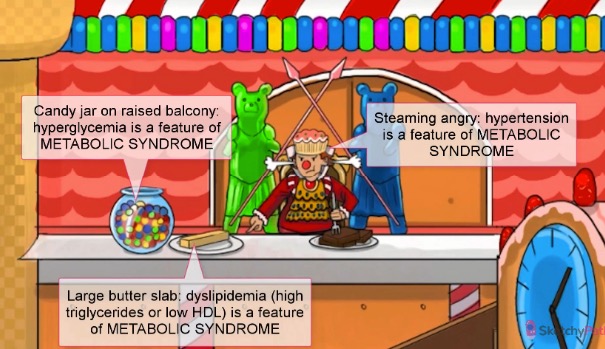 Candy jar on raised balcony:
hyperglycemia is a feature of
METABOLIC SYNDROME
Steaming angry: hypertension
is a feature of METABOLIC
SYNDROME
Large butter slab: dyslipidemia (high
triglycerides or low HDL) is a feature
of METABOLIC SYNDROME